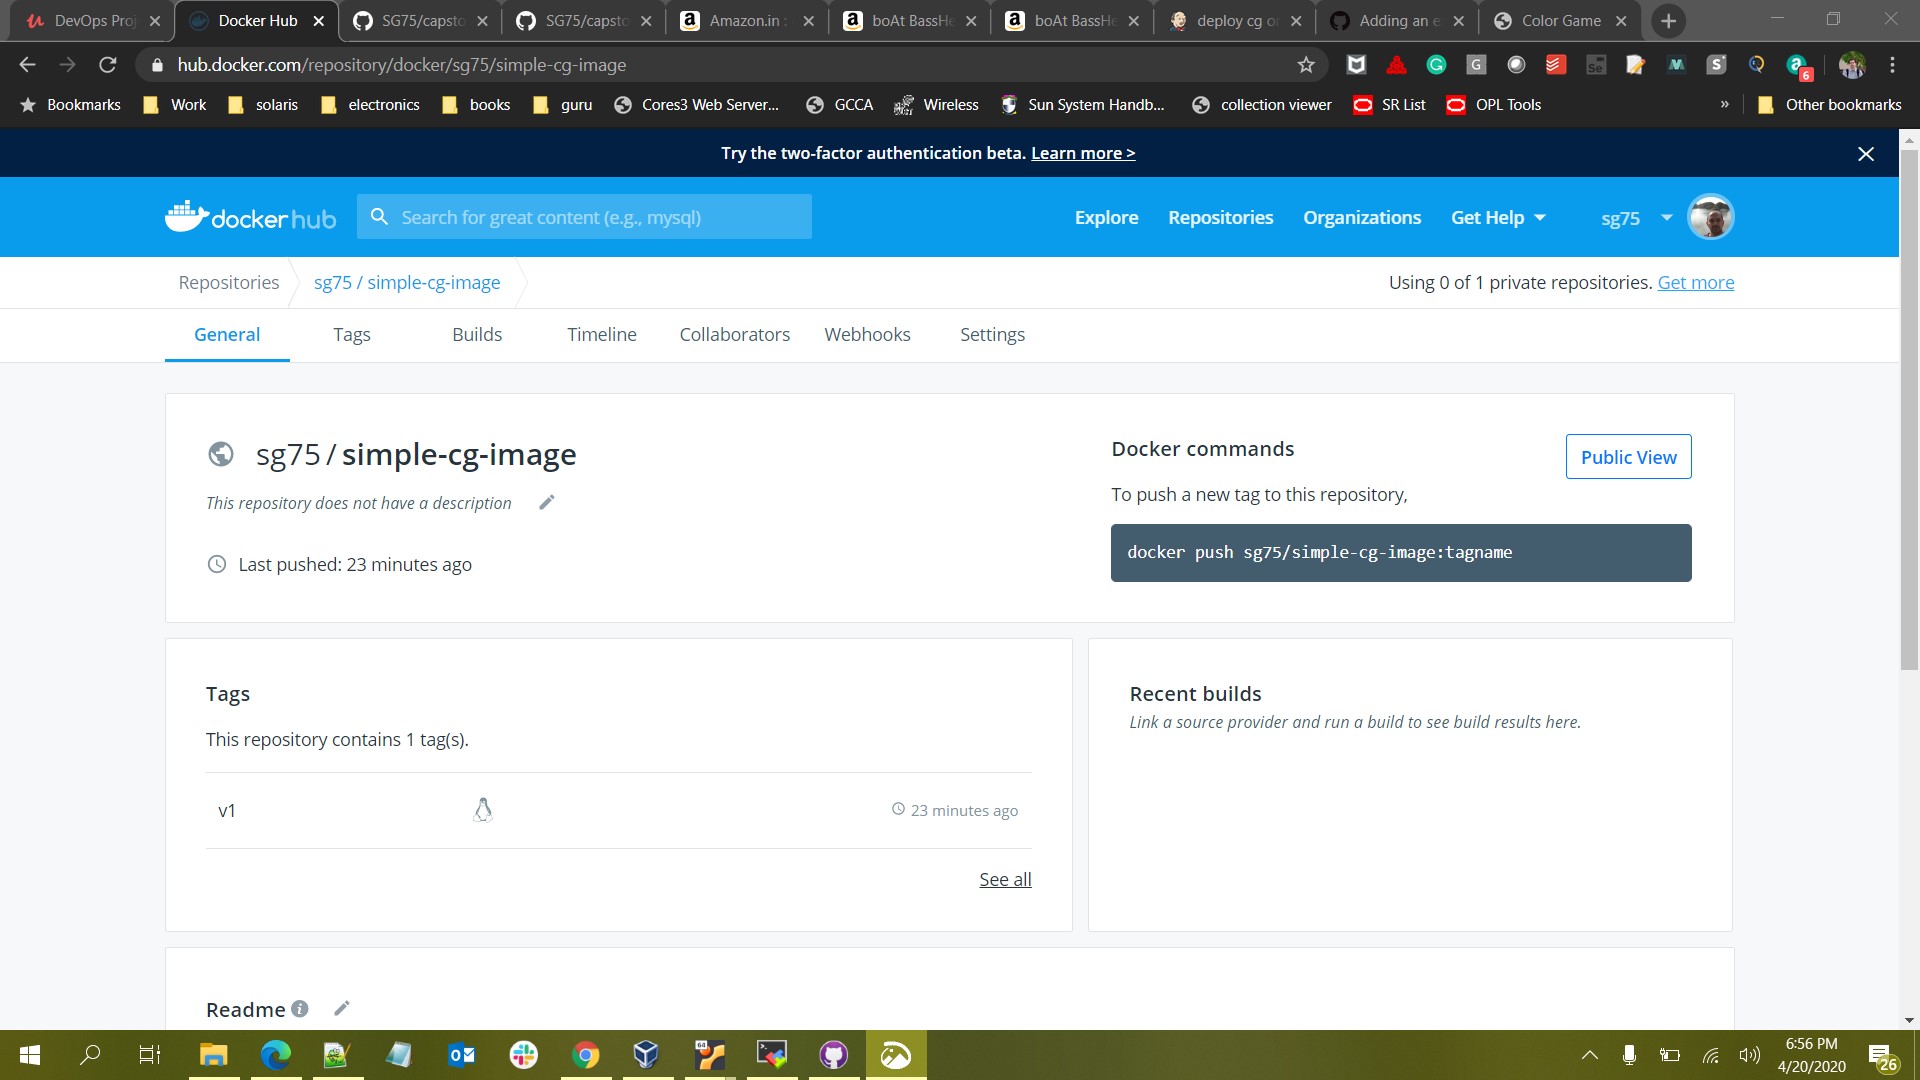 DevOps Proj
Docker Hub
SG75/capsto
SG75/capsto
Amazon.in :
boAt BassHe
boAt BassHe
deploy cg or
Adding an e
Color Game
hub.docker.com/repository/docker/sg75/simple-cg-image
6
Bookmarks
Work
solaris
electronics
books
guru
Cores3 Web Server...
GCCA
Wireless
Sun System Handb...
collection viewer
SR List
OPL Tools
»
Other bookmarks
Try the two-factor authentication beta. Learn more >
docker hub
Search for great content (e.g., mysql)
Explore
Repositories
Organizations
Get Help
sg75
Repositories
sg75 / simple-cg-image
Using 0 of 1 private repositories. Get more
General
Tags
Builds
Timeline
Collaborators
Webhooks
Settings
sg75 / simple-cg-image
This repository does not have a description
Last pushed: 23 minutes ago
Docker commands
Public View
To push a new tag to this repository,
docker push sg75/simple-cg-image:tagname
Tags
This repository contains 1 tag(s).
v1
23 minutes ago
See all
Recent builds
Link a source provider and run a build to see build results here.
Readme
6:56 PM
4/20/2020
26